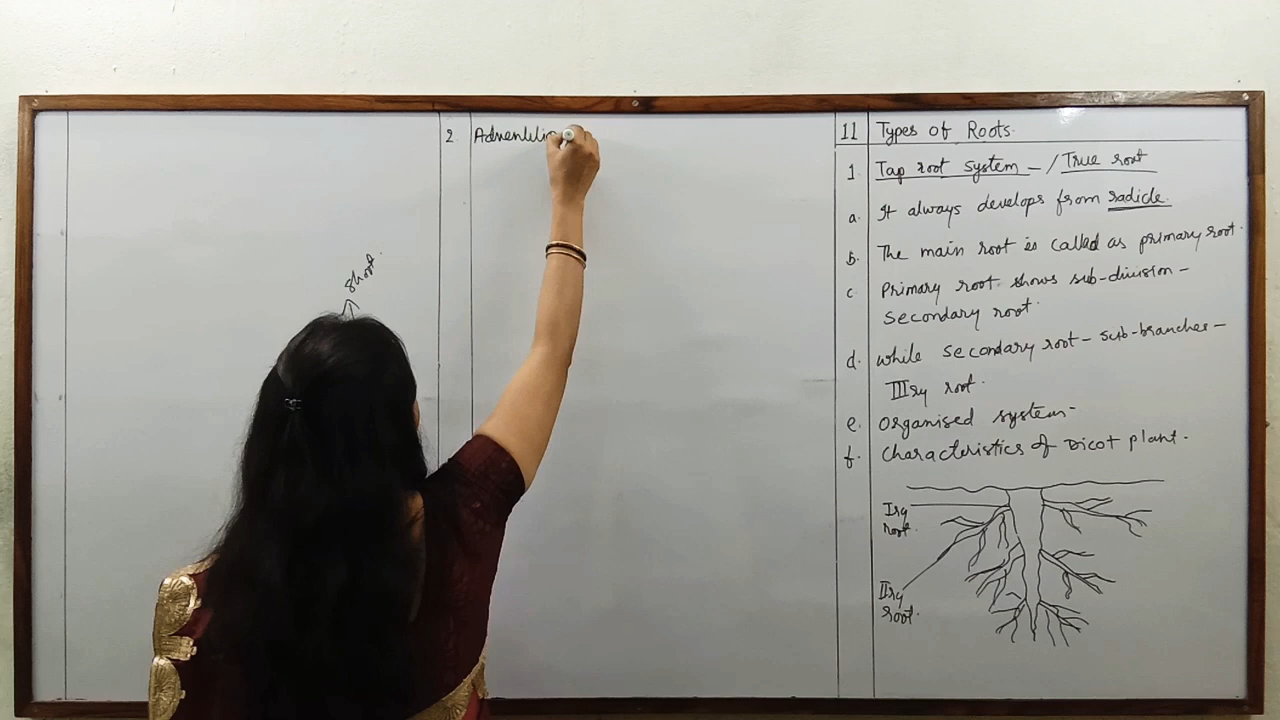 shoot.
2 Adventitio
11 Types of Roots.
1. Tap root system - / True root
a. It always develops from radicle.
b. The main root is called as primary root.
c. Primary root shows sub-division -
Secondary root.
d. while secondary root - sub-branches -
IIIry root.
e. Organised system -
f. Characteristics of Dicot plant.
Iry
root.
IIry
root.